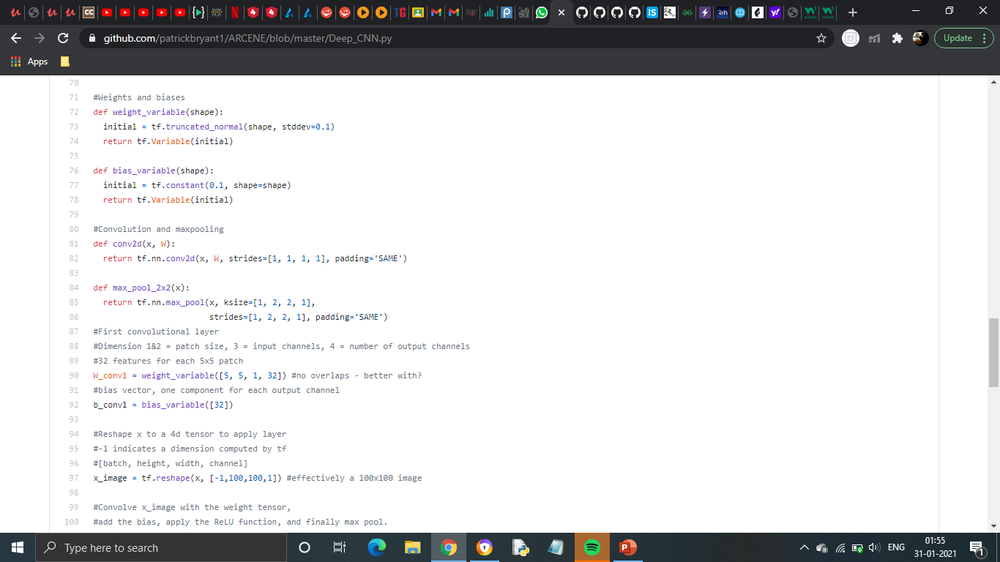 Update
github.com/patrickbryant1/ARCENE/blob/master/Deep_CNN.py
Apps
70
71 #Weights and biases
72 def weight_variable(shape):
73 initial = tf.truncated_normal(shape, stddev=0.1)
74 return tf.Variable(initial)
75
76 def bias_variable(shape):
77 initial = tf.constant(0.1, shape=shape)
78 return tf.Variable(initial)
79
80 #Convolution and maxpooling
81 def conv2d(x, W):
82 return tf.nn.conv2d(x, W, strides=[1, 1, 1, 1], padding='SAME')
83
84 def max_pool_2x2(x):
85 return tf.nn.max_pool(x, ksize=[1, 2, 2, 1],
86 strides=[1, 2, 2, 1], padding='SAME')
87 #First convolutional layer
88 #Dimension 1&2 = patch size, 3 = input channels, 4 = number of output channels
89 #32 features for each 5x5 patch
90 W_conv1 = weight_variable([5, 5, 1, 32]) #no overlaps - better with?
91 #bias vector, one component for each output channel
92 b_conv1 = bias_variable([32])
93
94 #Reshape x to a 4d tensor to apply layer
95 #-1 indicates a dimension computed by tf
96 #[batch, height, width, channel]
97 x_image = tf.reshape(x, [-1,100,100,1]) #effectively a 100x100 image
98
99 #Convolve x_image with the weight tensor,
100 #add the bias, apply the ReLU function, and finally max pool.
Type here to search
ENG
01:55
31-01-2021
1